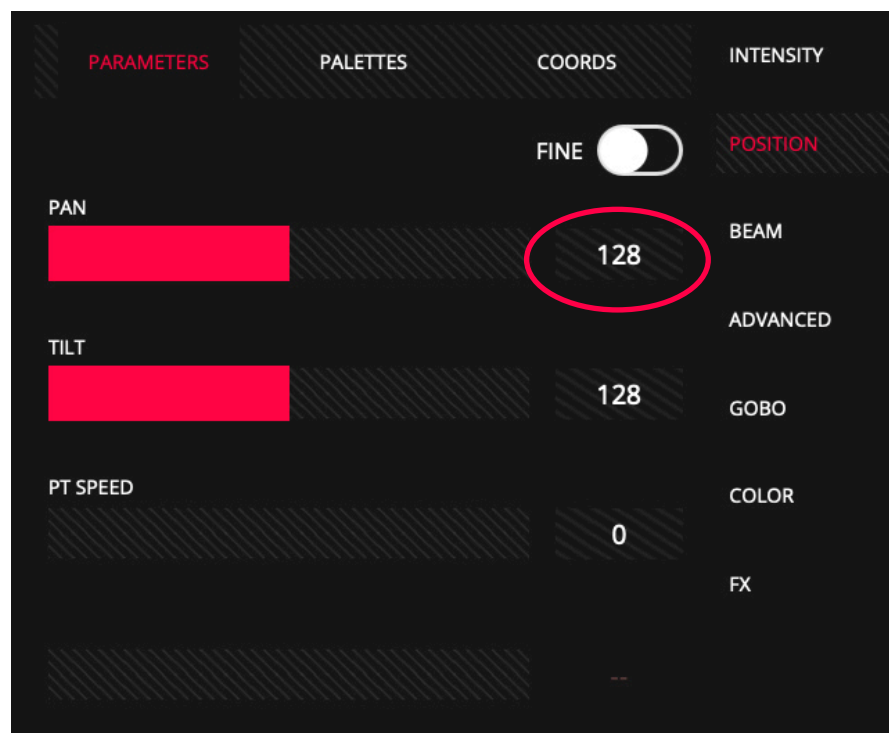 PARAMETERS PALETTES COORDS
FINE
PAN
128
TILT
128
PT SPEED
0
--
INTENSITY
POSITION
BEAM
ADVANCED
GOBO
COLOR
FX